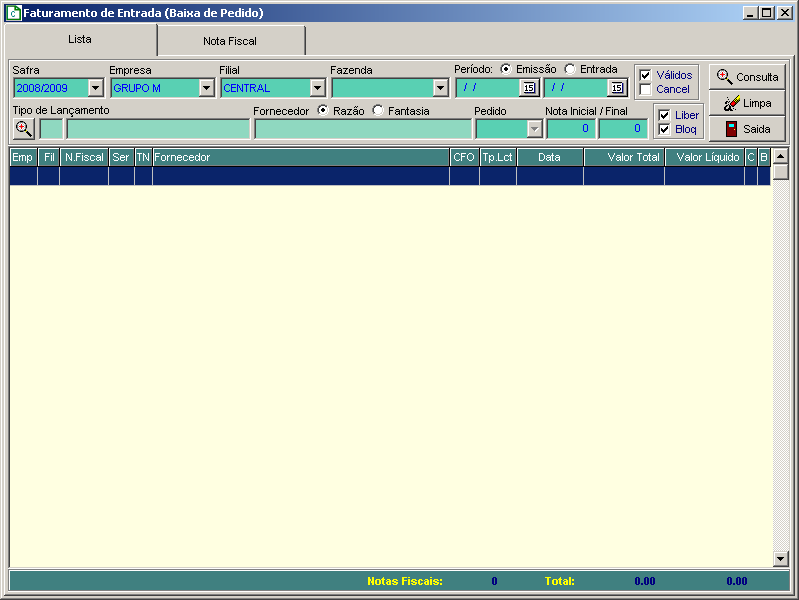 Faturamento de Entrada (Baixa de Pedido)
Lista Nota Fiscal
Safra Empresa Filial Fazenda Período: Emissão Entrada
2008/2009 GRUPO M CENTRAL / / 15 / / 15 Válidos Cancel Consulta
Tipo de Lançamento Fornecedor Razão Fantasia Pedido Nota Inicial / Final Limpa
0 0 Liber Bloq Saida
Emp Fil N.Fiscal Ser TN Fornecedor CFO Tp.Lct Data Valor Total Valor Líquido C B
Notas Fiscais: 0 Total: 0.00 0.00